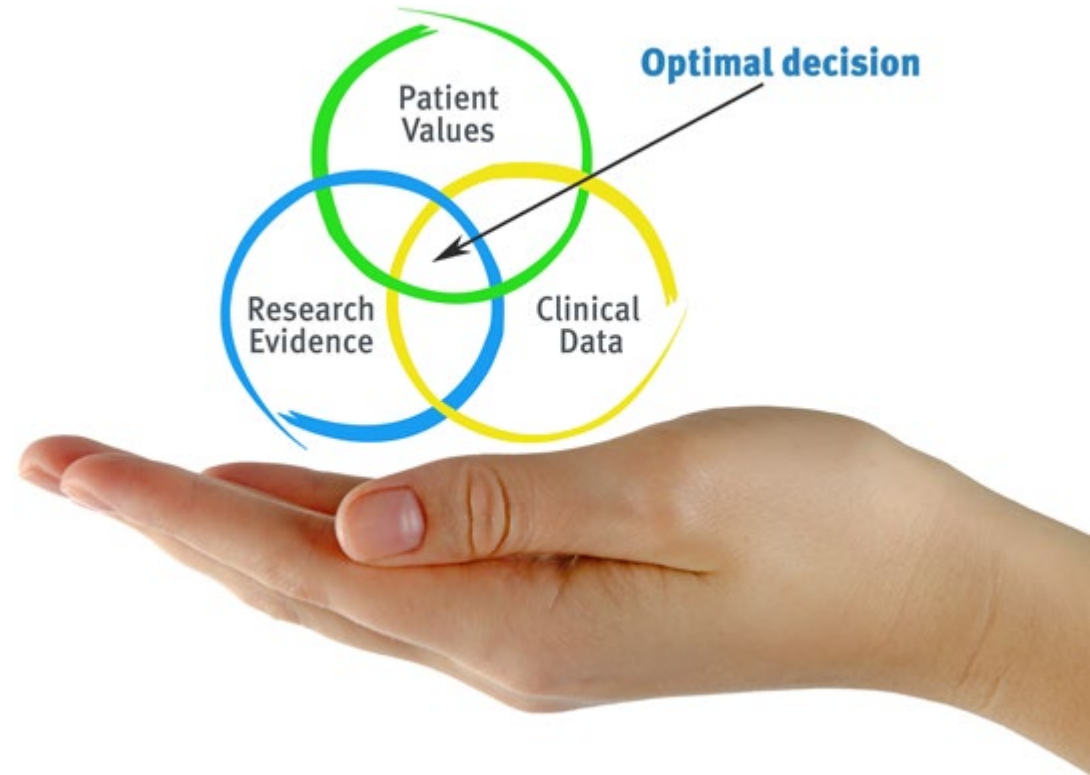 Optimal decision
Patient
Values
Research
Evidence
Clinical
Data